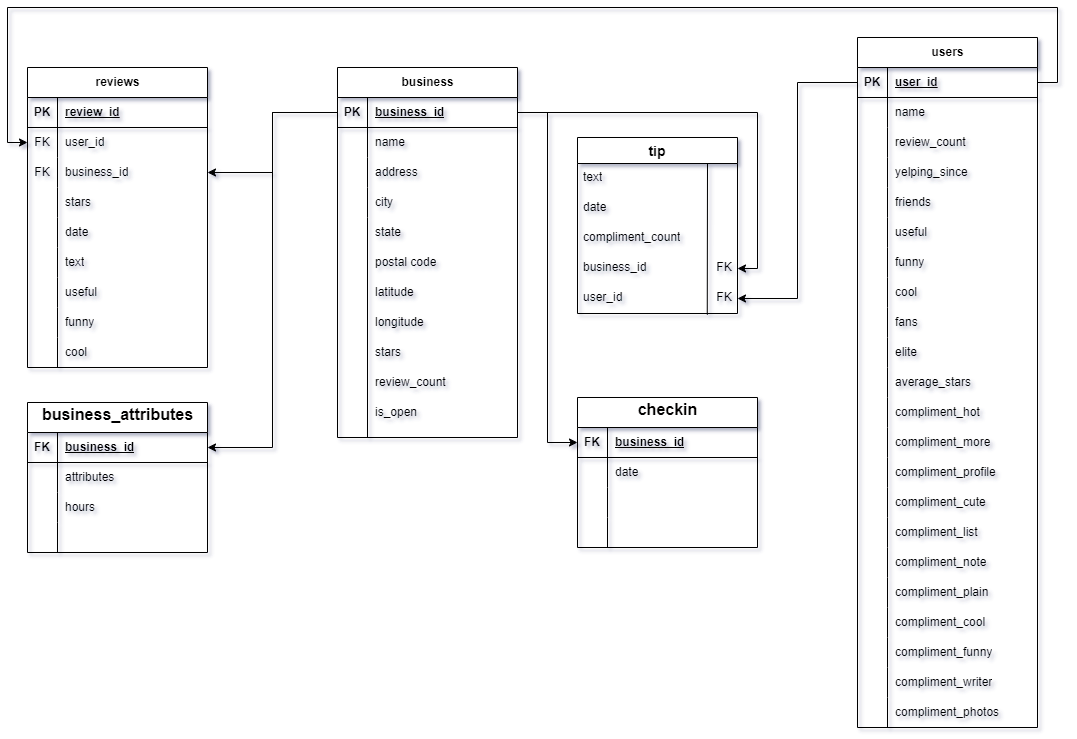 reviews
PK review_id
FK user_id
FK business_id
stars
date
text
useful
funny
cool
business_attributes
FK business_id
attributes
hours
business
PK business_id
name
address
city
state
postal code
latitude
longitude
stars
review_count
is_open
tip
text
date
compliment_count
business_id FK
user_id FK
checkin
FK business_id
date
users
PK user_id
name
review_count
yelping_since
friends
useful
funny
cool
fans
elite
average_stars
compliment_hot
compliment_more
compliment_profile
compliment_cute
compliment_list
compliment_note
compliment_plain
compliment_cool
compliment_funny
compliment_writer
compliment_photos